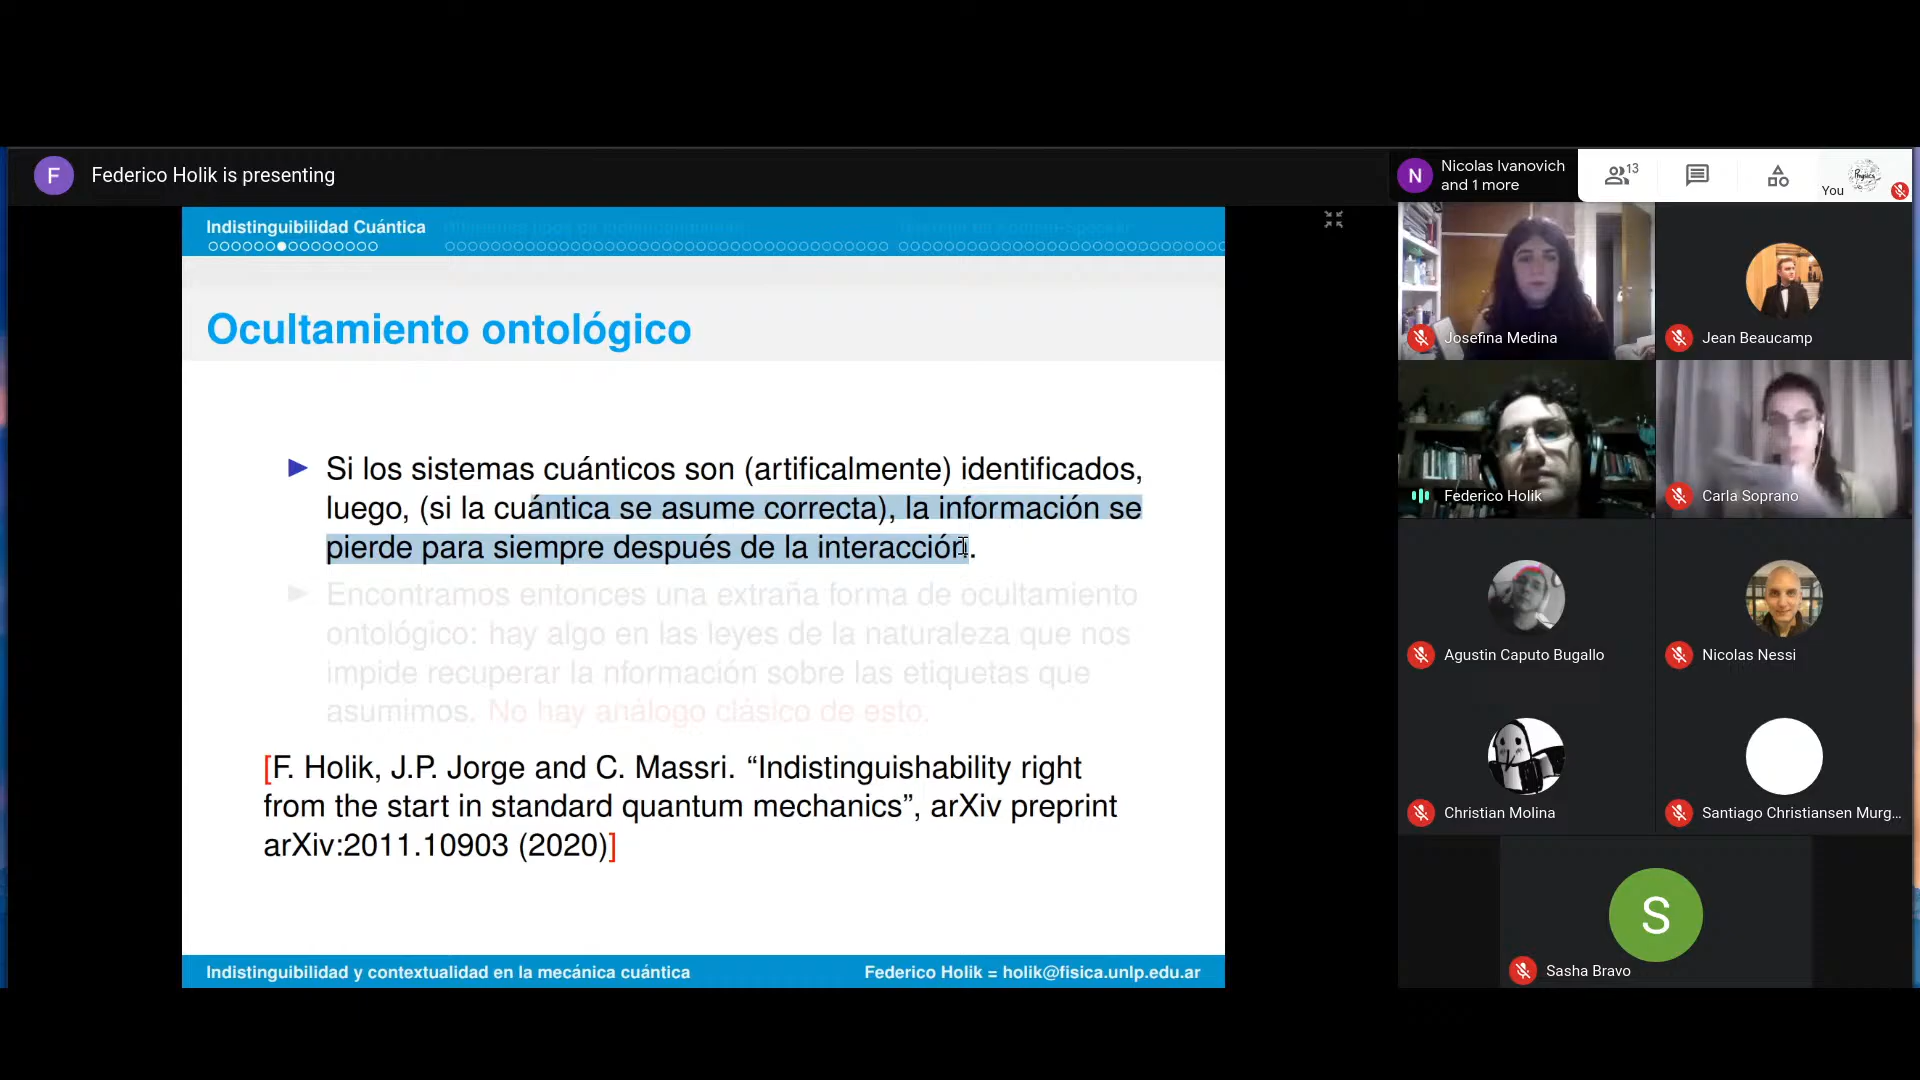 F
Federico Holik is presenting
N
Nicolas Ivanovich
and 1 more
13
You
Physics
Indistinguibilidad Cuántica
Ocultamiento ontológico
Si los sistemas cuánticos son (artificalmente) identificados,
luego, (si la cuántica se asume correcta), la información se
pierde para siempre después de la interacción.
Encontramos entonces una extraña forma de ocultamiento
ontológico: hay algo en las leyes de la naturaleza que nos
impide recuperar la nformación sobre las etiquetas que
asumimos. No hay análogo clásico de esto.
[F. Holik, J.P. Jorge and C. Massri. “Indistinguishability right
from the start in standard quantum mechanics”, arXiv preprint
arXiv:2011.10903 (2020)]
Indistinguibilidad y contextualidad en la mecánica cuántica
Federico Holik = holik@fisica.unlp.edu.ar
Josefina Medina
Jean Beaucamp
Federico Holik
Carla Soprano
Agustin Caputo Bugallo
Nicolas Nessi
Christian Molina
Santiago Christiansen Murg...
S
Sasha Bravo